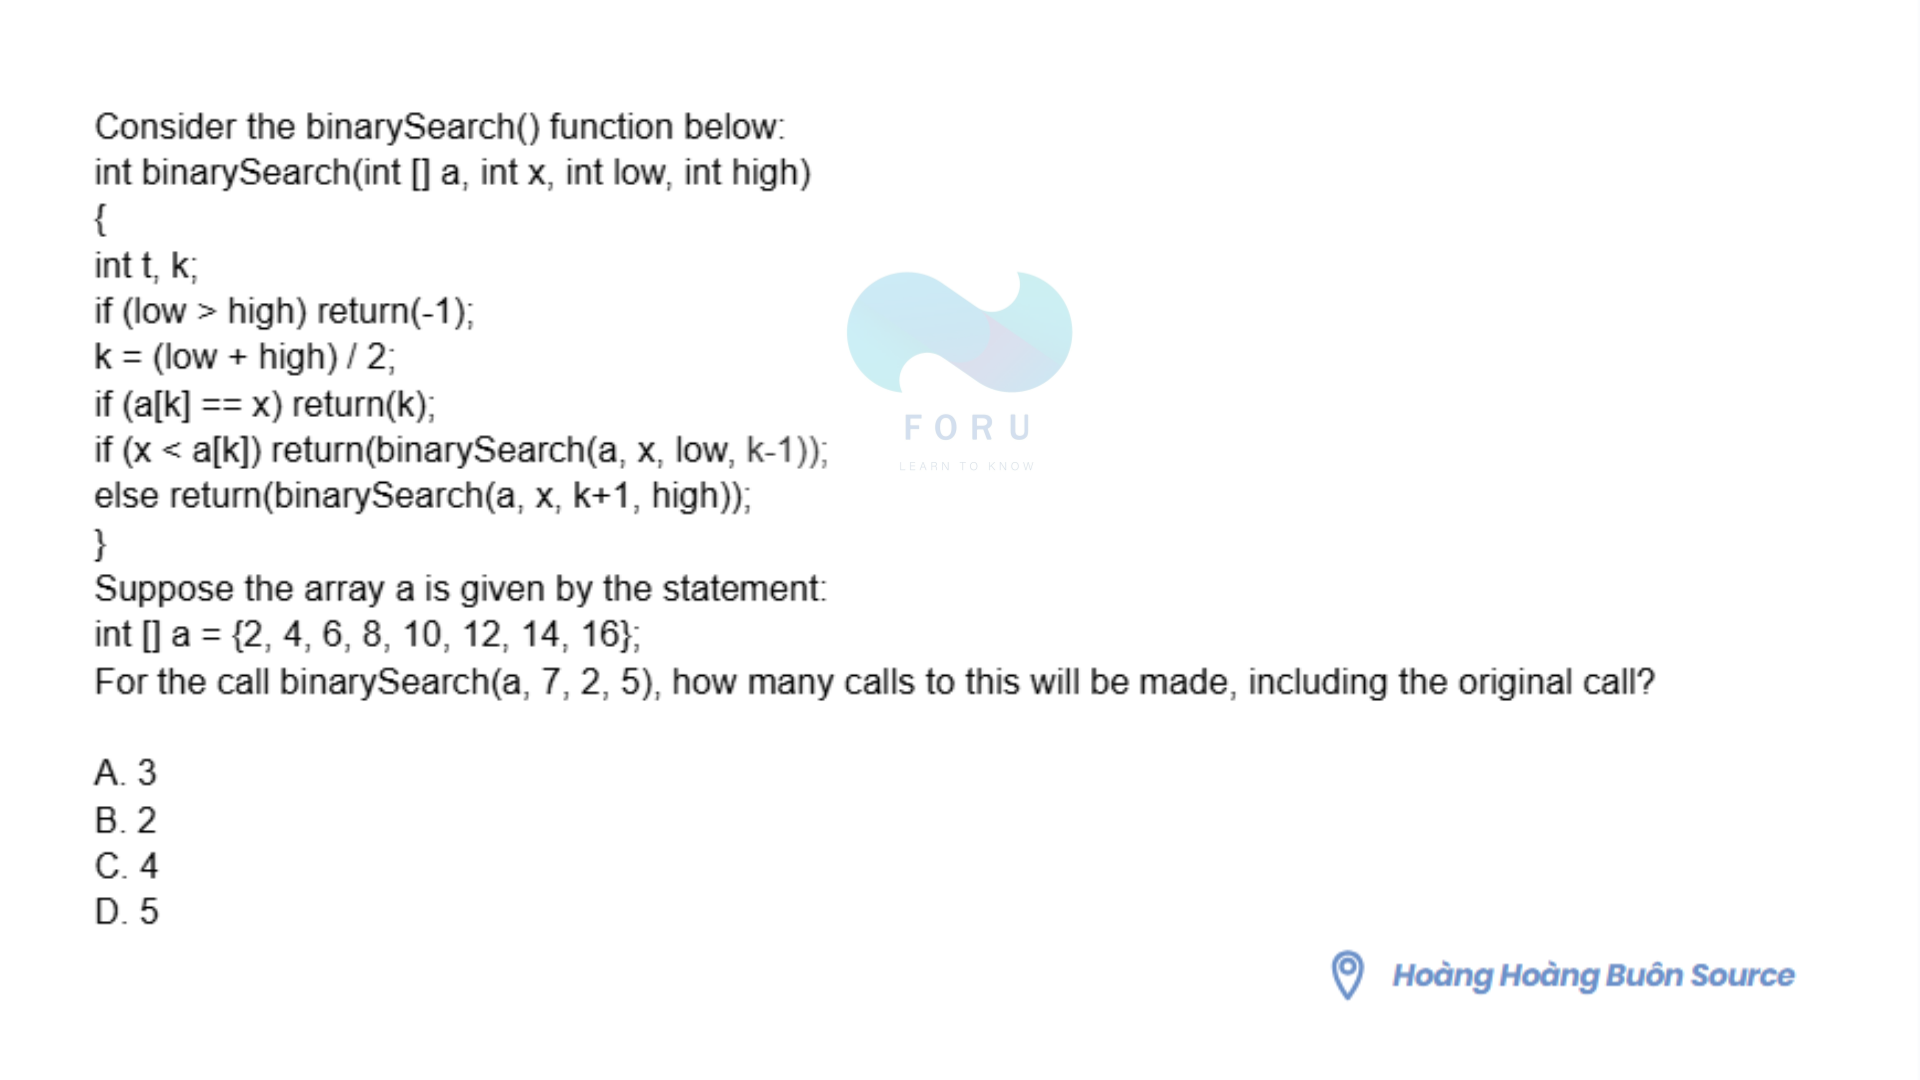 Consider the binarySearch() function below:
int binarySearch(int [] a, int x, int low, int high)
{
int t, k;
if (low > high) return(-1);
k = (low + high) / 2;
if (a[k] == x) return(k);
if (x < a[k]) return(binarySearch(a, x, low, k-1));
else return(binarySearch(a, x, k+1, high));
}
Suppose the array a is given by the statement:
int [] a = {2, 4, 6, 8, 10, 12, 14, 16};
For the call binarySearch(a, 7, 2, 5), how many calls to this will be made, including the original call?
A. 3
B. 2
C. 4
D. 5
FORU
LEARN TO KNOW
Hoàng Hoàng Buôn Source